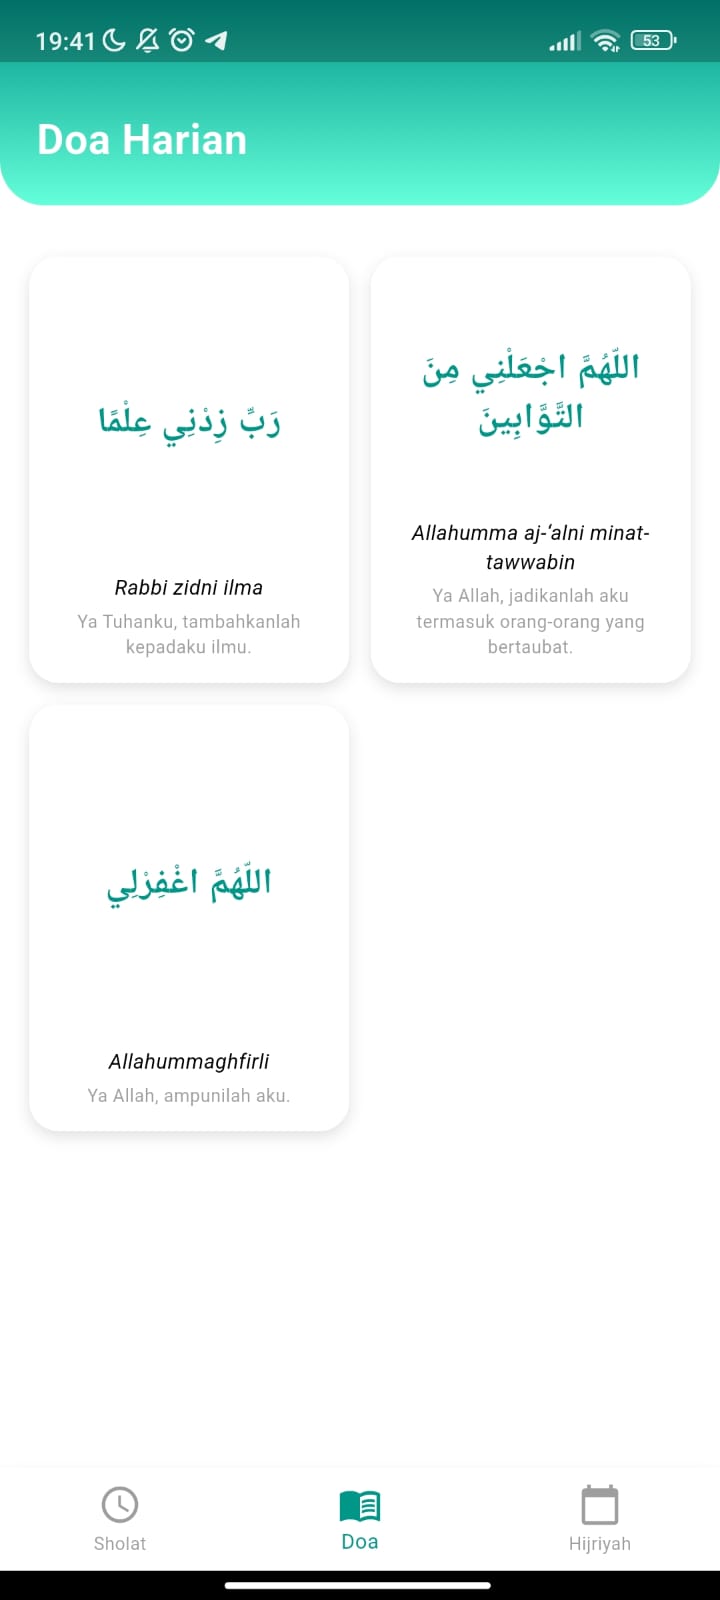 19:41
53
Doa Harian
رَبِّ زِدْنِي عِلْمًا
Rabbi zidni ilma
Ya Tuhanku, tambahkanlah
kepadaku ilmu.
اللّهُمَّ اجْعَلْنِي مِنَ
التَّوَّابِينَ
Allahumma aj-‘alni minat-
tawwabin
Ya Allah, jadikanlah aku
termasuk orang-orang yang
bertaubat.
اللّهُمَّ اغْفِرْلِي
Allahummaghfirli
Ya Allah, ampunilah aku.
Sholat
Doa
Hijriyah